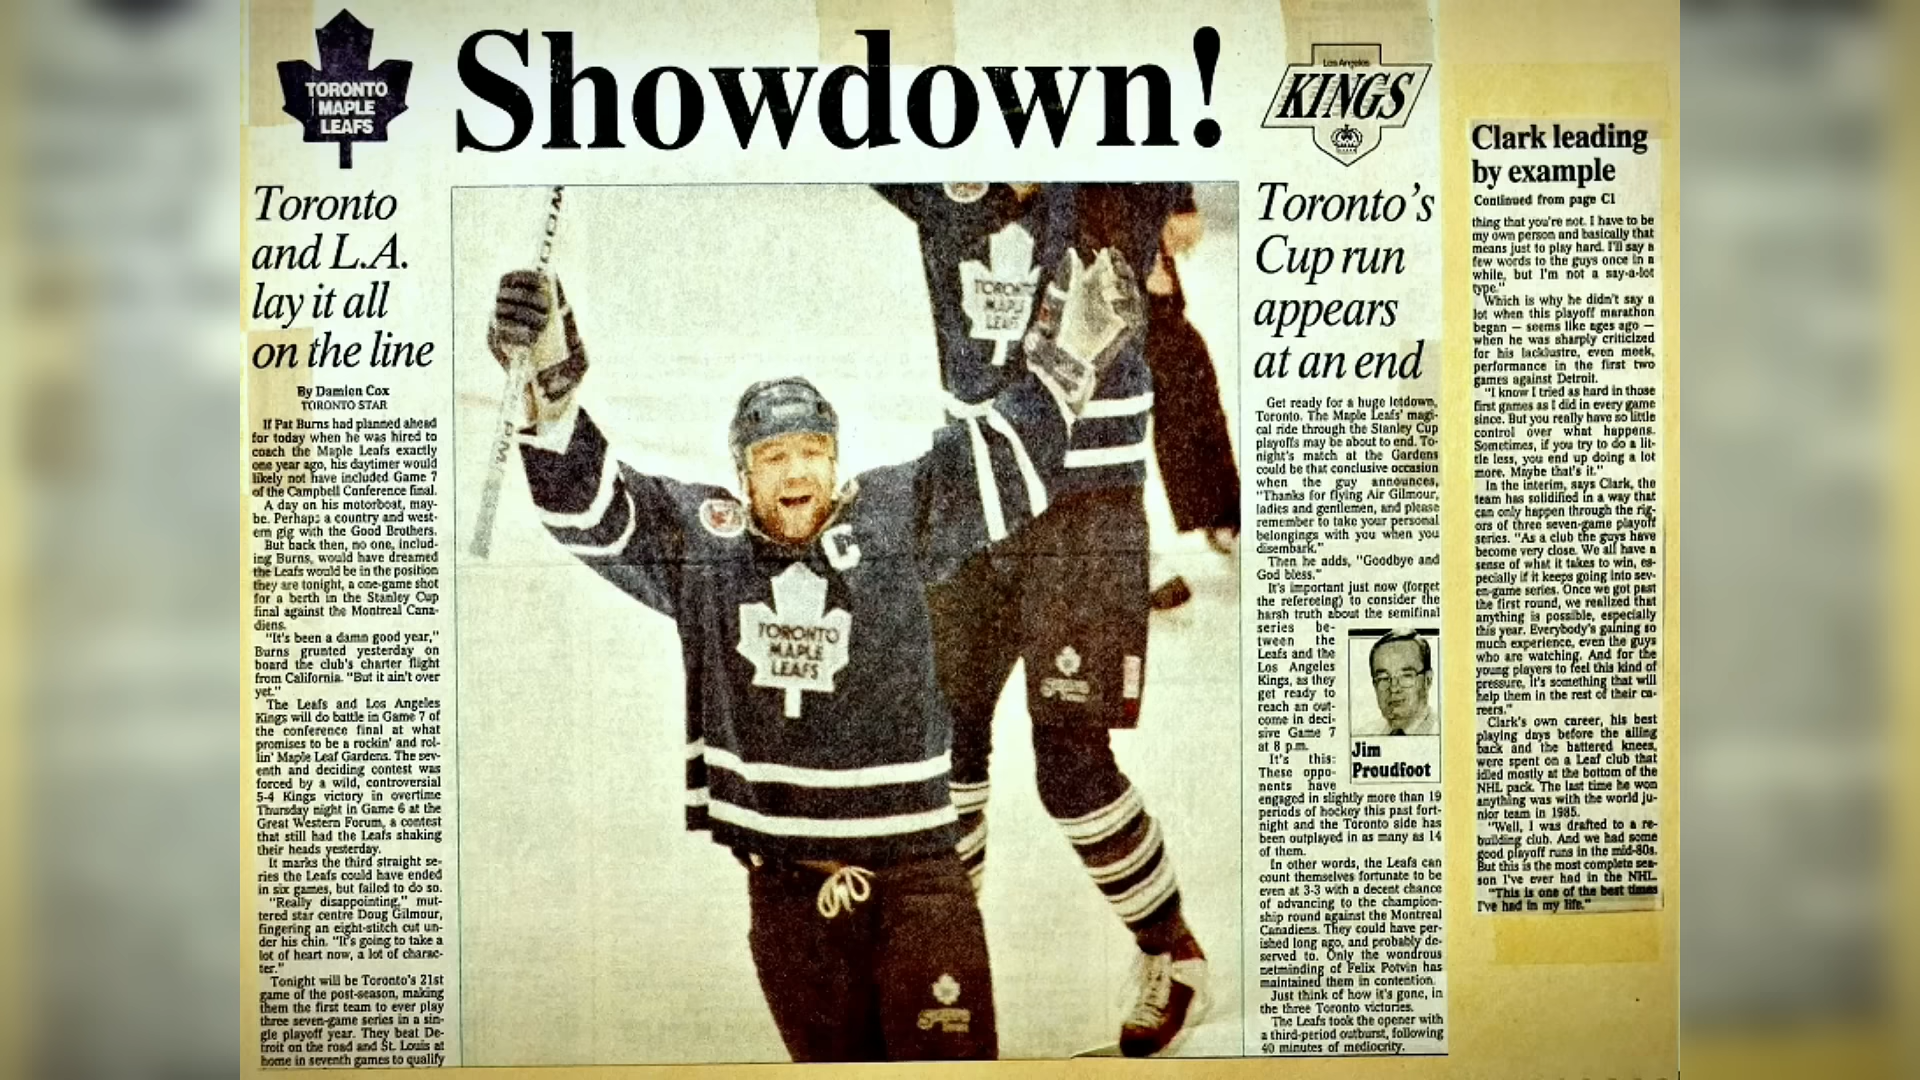 TORONTO
MAPLE
LEAFS
Showdown!
Los Angeles
KINGS
Toronto
and L.A.
lay it all
on the line
By Damien Cox
TORONTO STAR
If Pat Burns had planned ahead
for today when he was hired to
coach the Maple Leafs exactly
one year ago, his daytimer would
likely not have included Game 7
of the Campbell Conference final.
A day on his motorboat, may-
be. Perhaps a country and west-
ern gig with the Good Brothers.
But back then, no one, includ-
ing Burns, would have dreamed
the Leafs would be in the position
they are tonight, a one-game shot
for a berth in the Stanley Cup
final against the Montreal Cana-
diens.
"It's been a damn good year,"
Burns grunted yesterday on
board the club's charter flight
from California. "But it ain't over
yet."
The Leafs and Los Angeles
Kings will do battle in Game 7 of
the conference final at what
promises to be a rockin' and rol-
lin' Maple Leaf Gardens. The sev-
enth and deciding contest was
forced by a wild, controversial
5-4 Kings victory in overtime
Thursday night in Game 6 at the
Great Western Forum, a contest
that still had the Leafs shaking
their heads yesterday.
It marks the third straight se-
ries the Leafs could have ended
in six games, but failed to do so.
"Really disappointing," mut-
tered star centre Doug Gilmour,
fingering an eight-stitch cut un-
der his chin. "It's going to take a
lot of heart now, a lot of charac-
ter."
Tonight will be Toronto's 21st
game of the post-season, making
them the first team to ever play
three seven-game series in a sin-
gle playoff year. They beat De-
troit on the road and St. Louis at
home in seventh games to qualify
TORONTO
MAPLE
LEAFS
C
TORONTO
MAPLE
LEAFS
Toronto's
Cup run
appears
at an end
Get ready for a huge letdown,
Toronto. The Maple Leafs' magi-
cal ride through the Stanley Cup
playoffs may be about to end. To-
night's match at the Gardens
could be that conclusive occasion
when the guy announces,
"Thanks for flying Air Gilmour,
ladies and gentlemen, and please
remember to take your personal
belongings with you when you
disembark."
Then he adds, "Goodbye and
God bless."
It's important just now (forget
the refereeing) to consider the
harsh truth about the semifinal
series be-
tween the
Leafs and the
Los Angeles
Kings, as they
get ready to
reach an out-
come in deci-
sive Game 7
at 8 p.m.
It's this:
These oppo-
nents have
engaged in slightly more than 19
periods of hockey this past fort-
night and the Toronto side has
been outplayed in as many as 14
of them.
In other words, the Leafs can
count themselves fortunate to be
even at 3-3 with a decent chance
of advancing to the champion-
ship round against the Montreal
Canadiens. They could have per-
ished long ago, and probably de-
served to. Only the wondrous
netminding of Felix Potvin has
maintained them in contention.
Just think of how it's gone, in
the three Toronto victories.
The Leafs took the opener with
a third-period outburst, following
40 minutes of mediocrity.
Jim
Proudfoot
Clark leading
by example
Continued from page C1
thing that you're not. I have to be
my own person and basically that
means just to play hard. I'll say a
few words to the guys once in a
while, but I'm not a say-a-lot
type."
Which is why he didn't say a
lot when this playoff marathon
began — seems like ages ago —
when he was sharply criticized
for his lacklustre, even meek,
performance in the first two
games against Detroit.
"I know I tried as hard in those
first games as I did in every game
since. But you really have so little
control over what happens.
Sometimes, if you try to do a lit-
tle less, you end up doing a lot
more. Maybe that's it."
In the interim, says Clark, the
team has solidified in a way that
can only happen through the rig-
ors of three seven-game playoff
series. "As a club the guys have
become very close. We all have a
sense of what it takes to win, es-
pecially if it keeps going into sev-
en-game series. Once we got past
the first round, we realized that
anything is possible, especially
this year. Everybody's gaining so
much experience, even the guys
who are watching. And for the
young players to feel this kind of
pressure, it's something that will
help them in the rest of their ca-
reers."
Clark's own career, his best
playing days before the ailing
back and the battered knees,
were spent on a Leaf club that
idled mostly at the bottom of the
NHL pack. The last time he won
anything was with the world ju-
nior team in 1985.
"Well, I was drafted to a re-
building club. And we had some
good playoff runs in the mid-80s.
But this is the most complete sea-
son I've ever had in the NHL.
"This is one of the best times
I've had in my life."